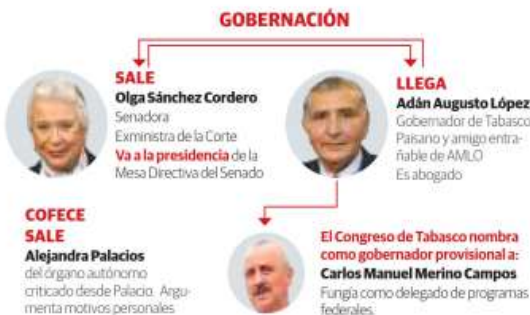 GOBERNACIÓN
SALE
Olga Sánchez Cordero
Senadora
Exministra de la Corte
Va a la presidencia de la
Mesa Directiva del Senado
LLEGA
Adán Augusto López
Gobernador de Tabasco
Paisano y amigo entra-
ñable de AMLO
Es abogado
COFECE
SALE
Alejandra Palacios
del órgano autónomo
criticado desde Palacio. Argu-
menta motivos personales
El Congreso de Tabasco nombra
como gobernador provisional a:
Carlos Manuel Merino Campos
Fungía como delegado de programas
federales